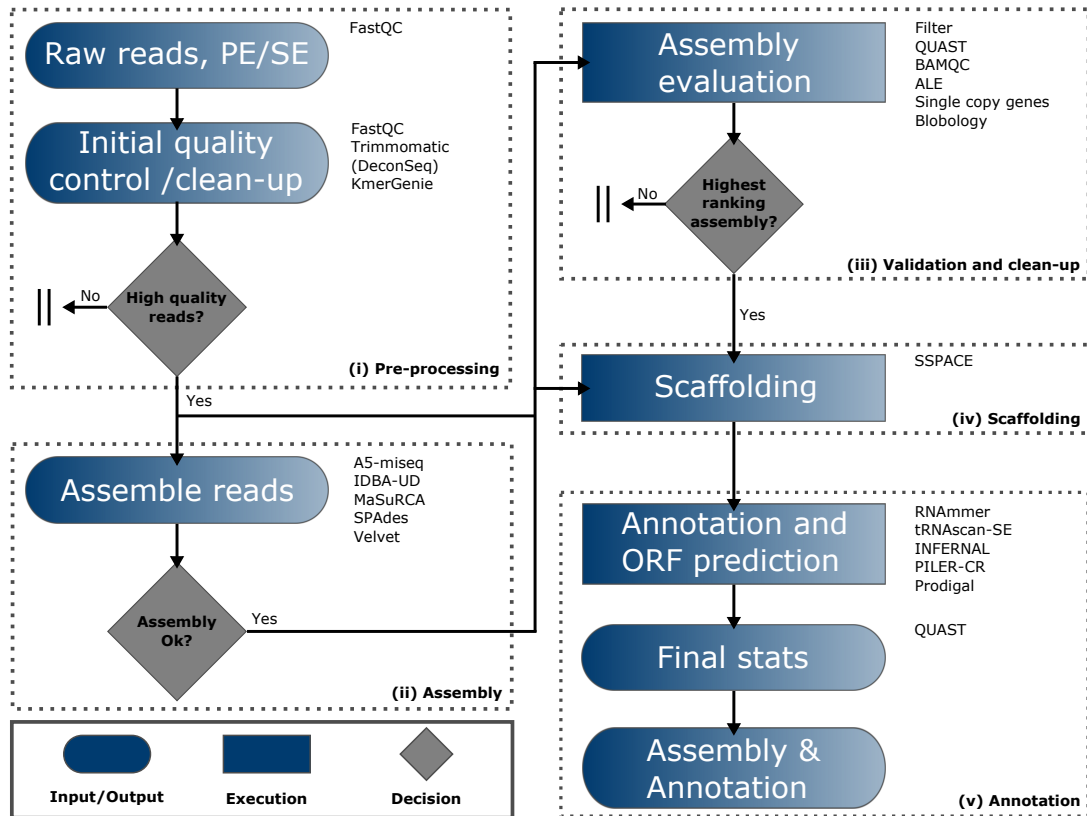 Raw reads, PE/SE
FastQC
Initial quality
control /clean-up
FastQC
Trimmomatic
(DeconSeq)
KmerGenie
High quality
reads?
No
(i) Pre-processing
Yes
Assemble reads
A5-miseq
IDBA-UD
MaSuRCA
SPAdes
Velvet
Assembly
Ok?
Yes
(ii) Assembly
Input/Output
Execution
Decision
Assembly
evaluation
Filter
QUAST
BAMQC
ALE
Single copy genes
Blobology
Highest
ranking
assembly?
No
(iii) Validation and clean-up
Yes
Scaffolding
SSPACE
(iv) Scaffolding
Annotation and
ORF prediction
RNAmmer
tRNAscan-SE
INFERNAL
PILER-CR
Prodigal
Final stats
QUAST
Assembly &
Annotation
(v) Annotation